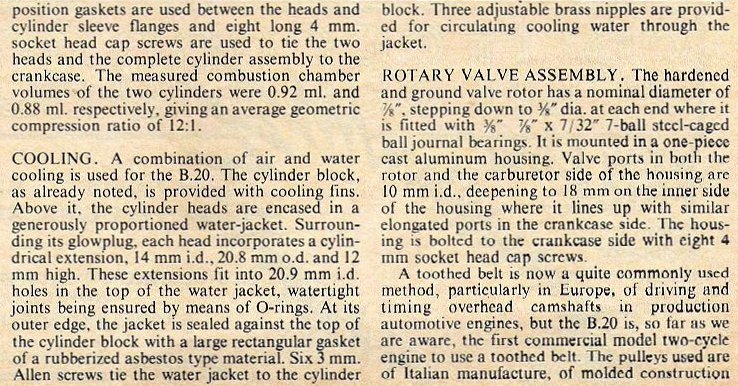 position gaskets are used between the heads and
cylinder sleeve flanges and eight long 4 mm.
socket head cap screws are used to tie the two
heads and the complete cylinder assembly to the
crankcase. The measured combustion chamber
volumes of the two cylinders were 0.92 ml. and
0.88 ml. respectively, giving an average geometric
compression ratio of 12:1.
COOLING. A combination of air and water
cooling is used for the B.20. The cylinder block,
as already noted, is provided with cooling fins.
Above it, the cylinder heads are encased in a
generously proportioned water-jacket. Surroun-
ding its glowplug, each head incorporates a cylin-
drical extension, 14 mm i.d., 20.8 mm o.d. and 12
mm high. These extensions fit into 20.9 mm i.d.
holes in the top of the water jacket, watertight
joints being ensured by means of O-rings. At its
outer edge, the jacket is sealed against the top of
the cylinder block with a large rectangular gasket
of a rubberized asbestos type material. Six 3 mm.
Allen screws tie the water jacket to the cylinder
block. Three adjustable brass nipples are provid-
ed for circulating cooling water through the
jacket.
ROTARY VALVE ASSEMBLY. The hardened
and ground valve rotor has a nominal diameter of
⅞", stepping down to ⅜" dia. at each end where it
is fitted with ⅜" ⅞" x 7/32" 7-ball steel-caged
ball journal bearings. It is mounted in a one-piece
cast aluminum housing. Valve ports in both the
rotor and the carburetor side of the housing are
10 mm i.d., deepening to 18 mm on the inner side
of the housing where it lines up with similar
elongated ports in the crankcase side. The hous-
ing is bolted to the crankcase side with eight 4
mm socket head cap screws.
A toothed belt is now a quite commonly used
method, particularly in Europe, of driving and
timing overhead camshafts in production
automotive engines, but the B.20 is, so far as we
are aware, the first commercial model two-cycle
engine to use a toothed belt. The pulleys used are
of Italian manufacture, of molded construction